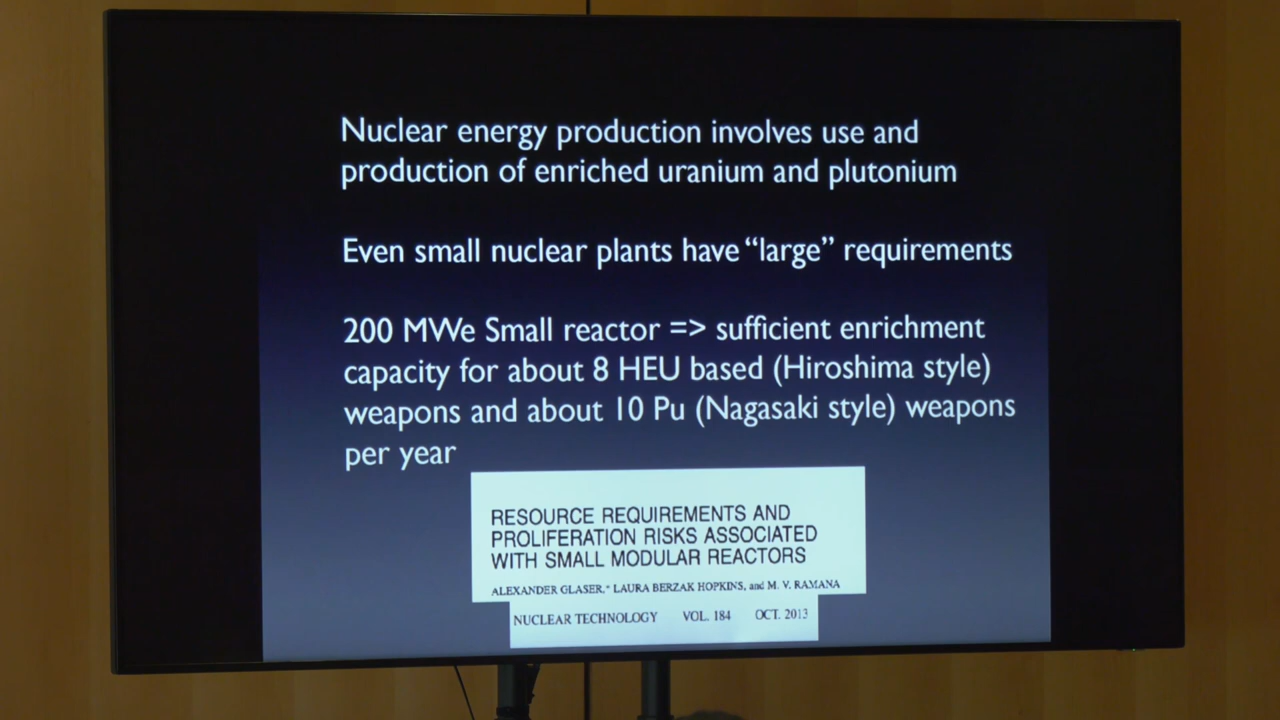 Nuclear energy production involves use and
production of enriched uranium and plutonium
Even small nuclear plants have “large” requirements
200 MWe Small reactor => sufficient enrichment
capacity for about 8 HEU based (Hiroshima style)
weapons and about 10 Pu (Nagasaki style) weapons
per year
RESOURCE REQUIREMENTS AND
PROLIFERATION RISKS ASSOCIATED
WITH SMALL MODULAR REACTORS
ALEXANDER GLASER,* LAURA BERZAK HOPKINS, and M. V. RAMANA
NUCLEAR TECHNOLOGY VOL. 184 OCT. 2013